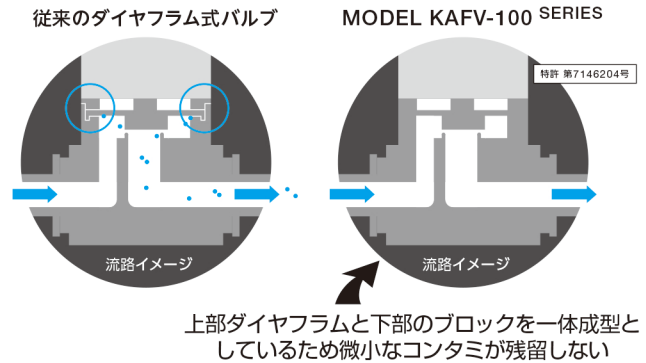 従来のダイヤフラム式バルブ
MODEL KAFV-100 SERIES
特許 第7146204号
流路イメージ
流路イメージ
上部ダイヤフラムと下部のブロックを一体成型と
しているため微小なコンタミが残留しない